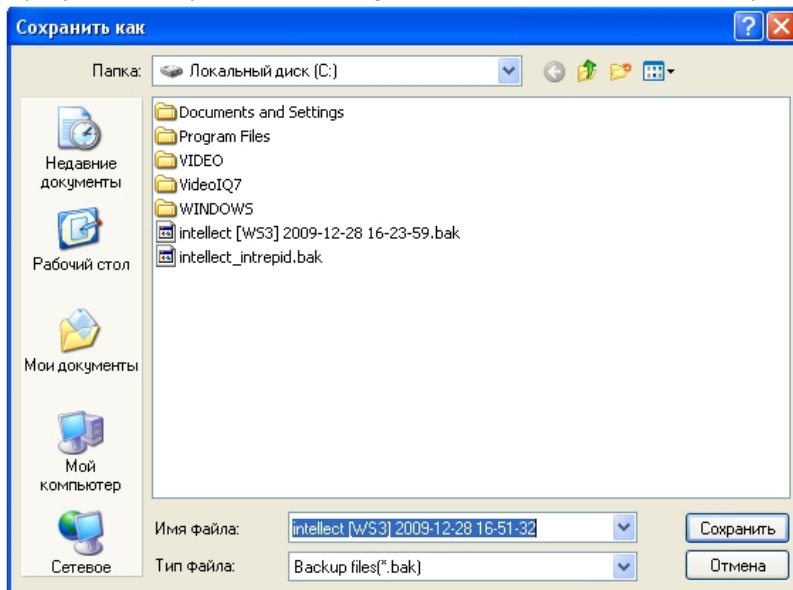 Сохранить как
Папка: Локальный диск (C:)
Недавние документы
Рабочий стол
Мои документы
Мой компьютер
Сетевое
Documents and Settings
Program Files
VIDEO
VideoIQ7
WINDOWS
intellect [WS3] 2009-12-28 16-23-59.bak
intellect_intrepid.bak
Имя файла: intellect [WS3] 2009-12-28 16-51-32 Сохранить
Тип файла: Backup files(*.bak) Отмена